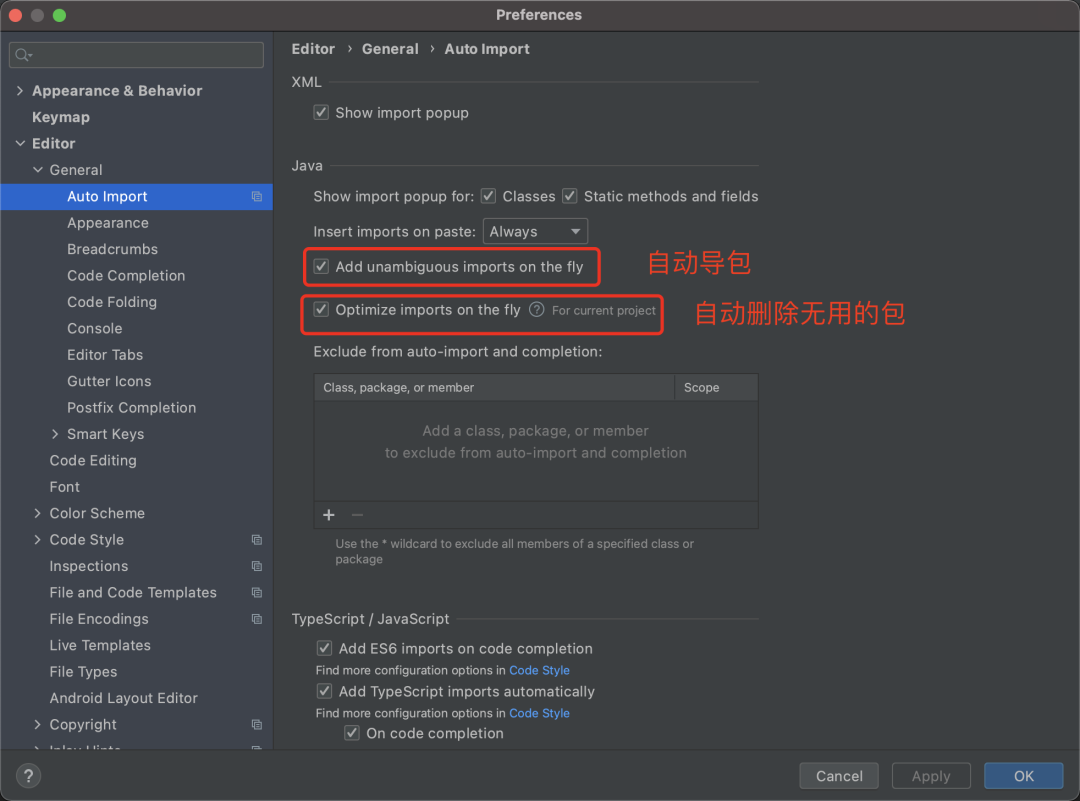 Preferences
Editor › General › Auto Import
XML
Show import popup
Appearance & Behavior
Keymap
Editor
General
Auto Import
Appearance
Breadcrumbs
Code Completion
Code Folding
Console
Editor Tabs
Gutter Icons
Postfix Completion
Smart Keys
Code Editing
Font
Color Scheme
Code Style
Inspections
File and Code Templates
File Encodings
Live Templates
File Types
Android Layout Editor
Copyright
Java
Show import popup for: Classes Static methods and fields
Insert imports on paste: Always
Add unambiguous imports on the fly
自动导包
Optimize imports on the fly ? For current project
自动删除无用的包
Exclude from auto-import and completion:
Class, package, or member Scope
Add a class, package, or member
to exclude from auto-import and completion
Use the * wildcard to exclude all members of a specified class or
package
TypeScript / JavaScript
Add ES6 imports on code completion
Find more configuration options in Code Style
Add TypeScript imports automatically
Find more configuration options in Code Style
On code completion
? Cancel Apply OK